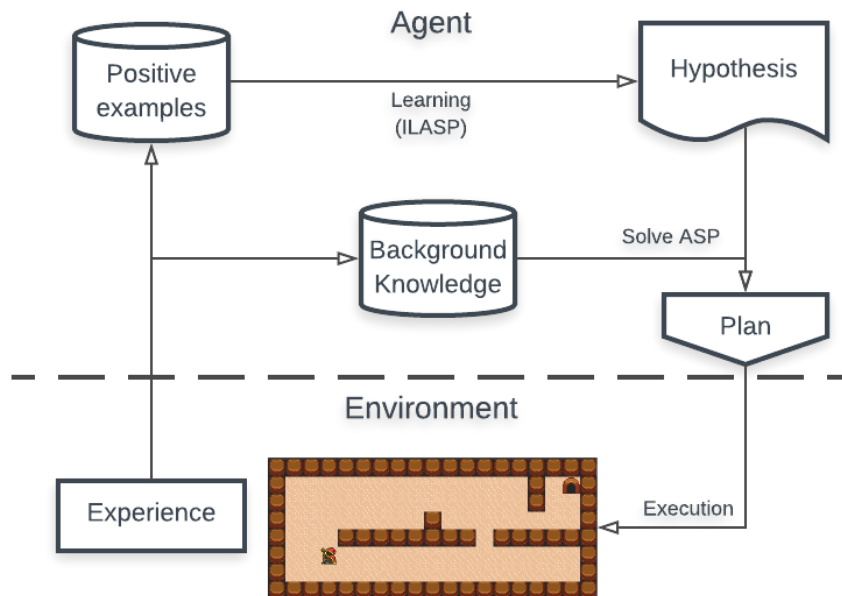 Agent
Positive
examples
Hypothesis
Learning
(ILASP)
Background
Knowledge
Solve ASP
Plan
Environment
Experience
Execution